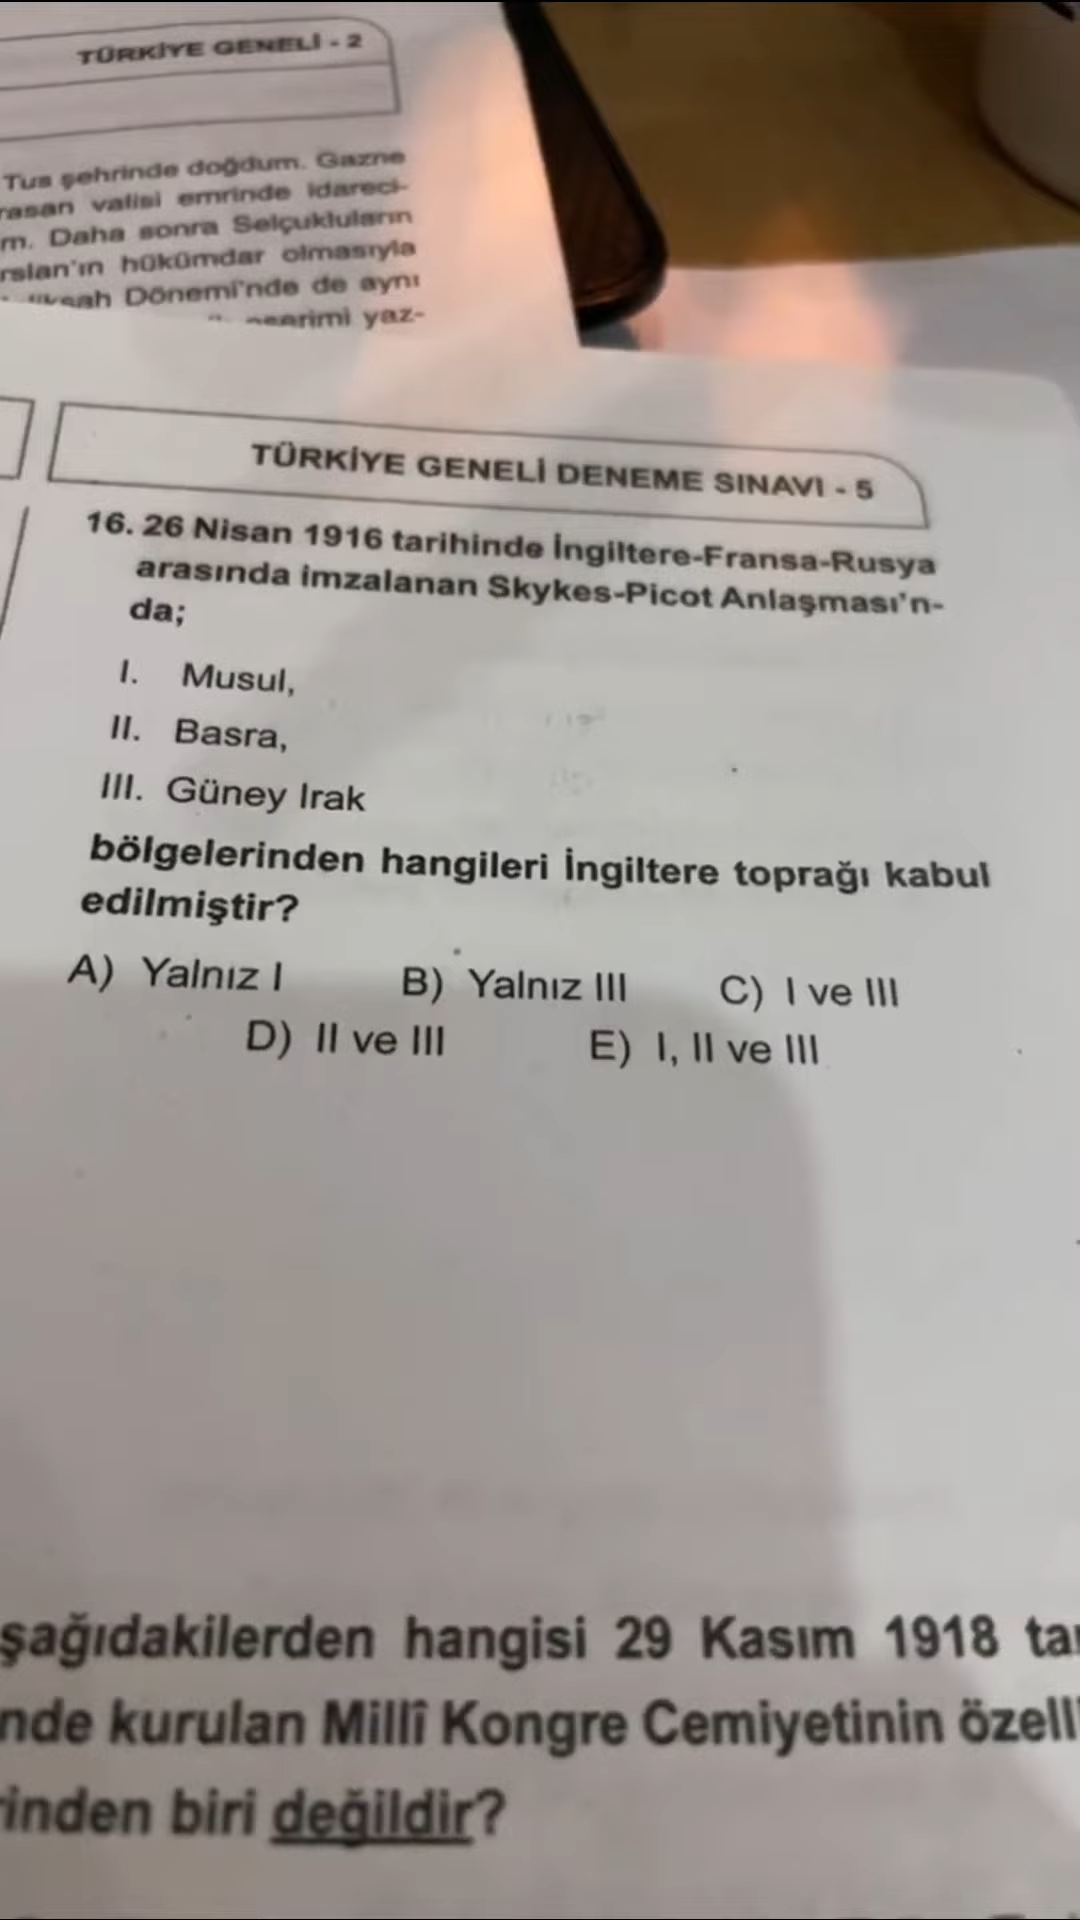 TÜRKİYE GENELİ - 2
Tus şehrinde doğdum. Gazne
rasan valisi emrinde idareci-
m. Daha sonra Selçukluların
rslan'ın hükümdar olmasıyla
Dönemi'nde de aynı
yaz-
TÜRKİYE GENELİ DENEME SINAVI - 5
16. 26 Nisan 1916 tarihinde İngiltere-Fransa-Rusya
arasında imzalanan Skykes-Picot Anlaşması'n-
da;
I. Musul,
II. Basra,
III. Güney Irak
bölgelerinden hangileri İngiltere toprağı kabul
edilmiştir?
A) Yalnız I B) Yalnız III C) I ve III
D) II ve III E) I, II ve III
şağıdakilerden hangisi 29 Kasım 1918 ta
nde kurulan Millî Kongre Cemiyetinin özelli
rinden biri değildir?